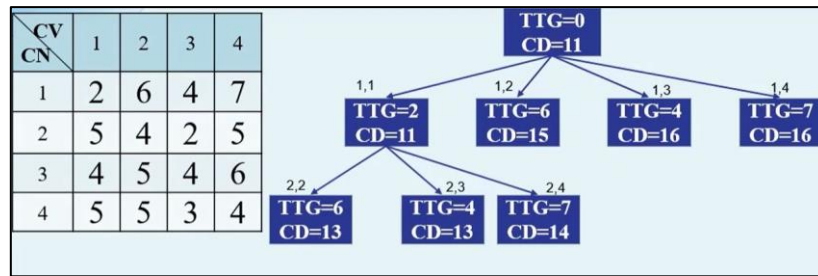 CV
CN
1 2 3 4
1 2 6 4 7
2 5 4 2 5
3 4 5 4 6
4 5 5 3 4
TTG=0
CD=11
1,1 1,2 1,3 1,4
TTG=2 TTG=6 TTG=4 TTG=7
CD=11 CD=15 CD=16 CD=16
2,2 2,3 2,4
TTG=6 TTG=4 TTG=7
CD=13 CD=13 CD=14